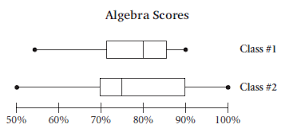 Algebra Scores
Class #1
Class #2
50% 60% 70% 80% 90% 100%